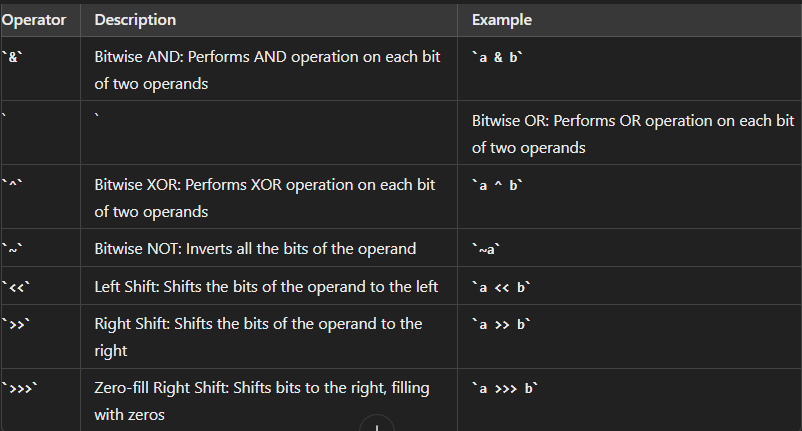 Operator Description Example
`&` Bitwise AND: Performs AND operation on each bit `a & b`
of two operands
` ` Bitwise OR: Performs OR operation on each bit
of two operands
`^` Bitwise XOR: Performs XOR operation on each bit `a ^ b`
of two operands
`~` Bitwise NOT: Inverts all the bits of the operand `~a`
`<<` Left Shift: Shifts the bits of the operand to the left `a << b`
`>>` Right Shift: Shifts the bits of the operand to the `a >> b`
right
`>>>` Zero-fill Right Shift: Shifts bits to the right, filling `a >>> b`
with zeros